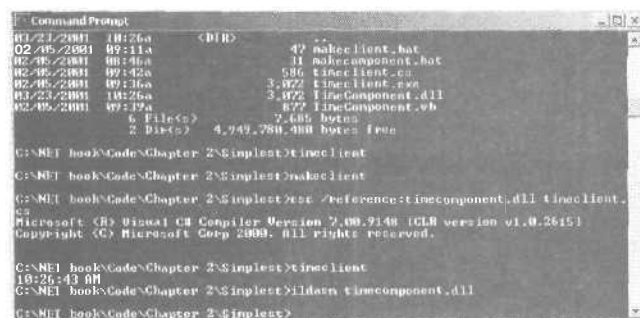 Command Prompt
03/23/2001 10:26a <DIR> ..
02/05/2001 09:11a 47 makeclient.bat
02/05/2001 08:46a 31 makecomponent.bat
02/05/2001 09:42a 586 timeclient.cs
02/05/2001 09:36a 3,072 timeclient.exe
03/23/2001 10:26a 3,072 TimeComponent.dll
02/05/2001 09:39a 877 TimeComponent.vb
6 File(s) 7,685 bytes
2 Dir(s) 4,949,780,480 bytes free
C:\NET book\Code\Chapter 2\Simplest>timeclient
C:\NET book\Code\Chapter 2\Simplest>makeclient
C:\NET book\Code\Chapter 2\Simplest>csc /reference:timecomponent.dll timeclient.
cs
Microsoft (R) Visual C# Compiler Version 7.00.9148 [CLR version v1.0.2615]
Copyright (C) Microsoft Corp 2000. All rights reserved.
C:\NET book\Code\Chapter 2\Simplest>timeclient
10:26:43 AM
C:\NET book\Code\Chapter 2\Simplest>ildasm timecomponent.dll
C:\NET book\Code\Chapter 2\Simplest>